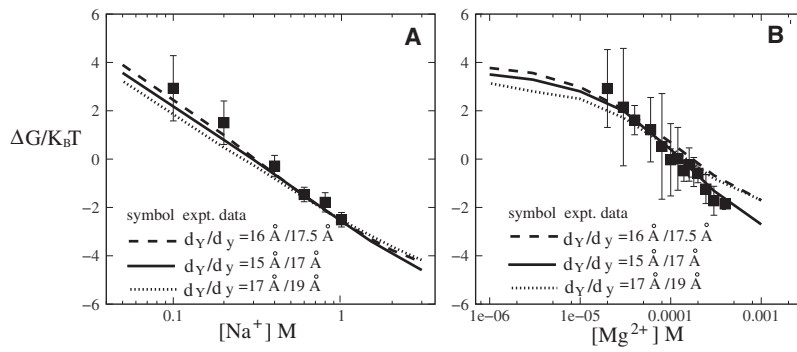 A
B
6
4
2
0
−2
−4
−6
ΔG/K_BT
symbol expt. data
d_Y/d_y =16 Å/17.5 Å
d_Y/d_y =15 Å/17 Å
d_Y/d_y =17 Å/19 Å
0.1
1
[Na⁺] M
6
4
2
0
−2
−4
−6
symbol expt. data
d_Y/d_y =16 Å/17.5 Å
d_Y/d_y =15 Å/17 Å
d_Y/d_y =17 Å/19 Å
1e−06
1e−05
0.0001
0.001
[Mg²⁺] M